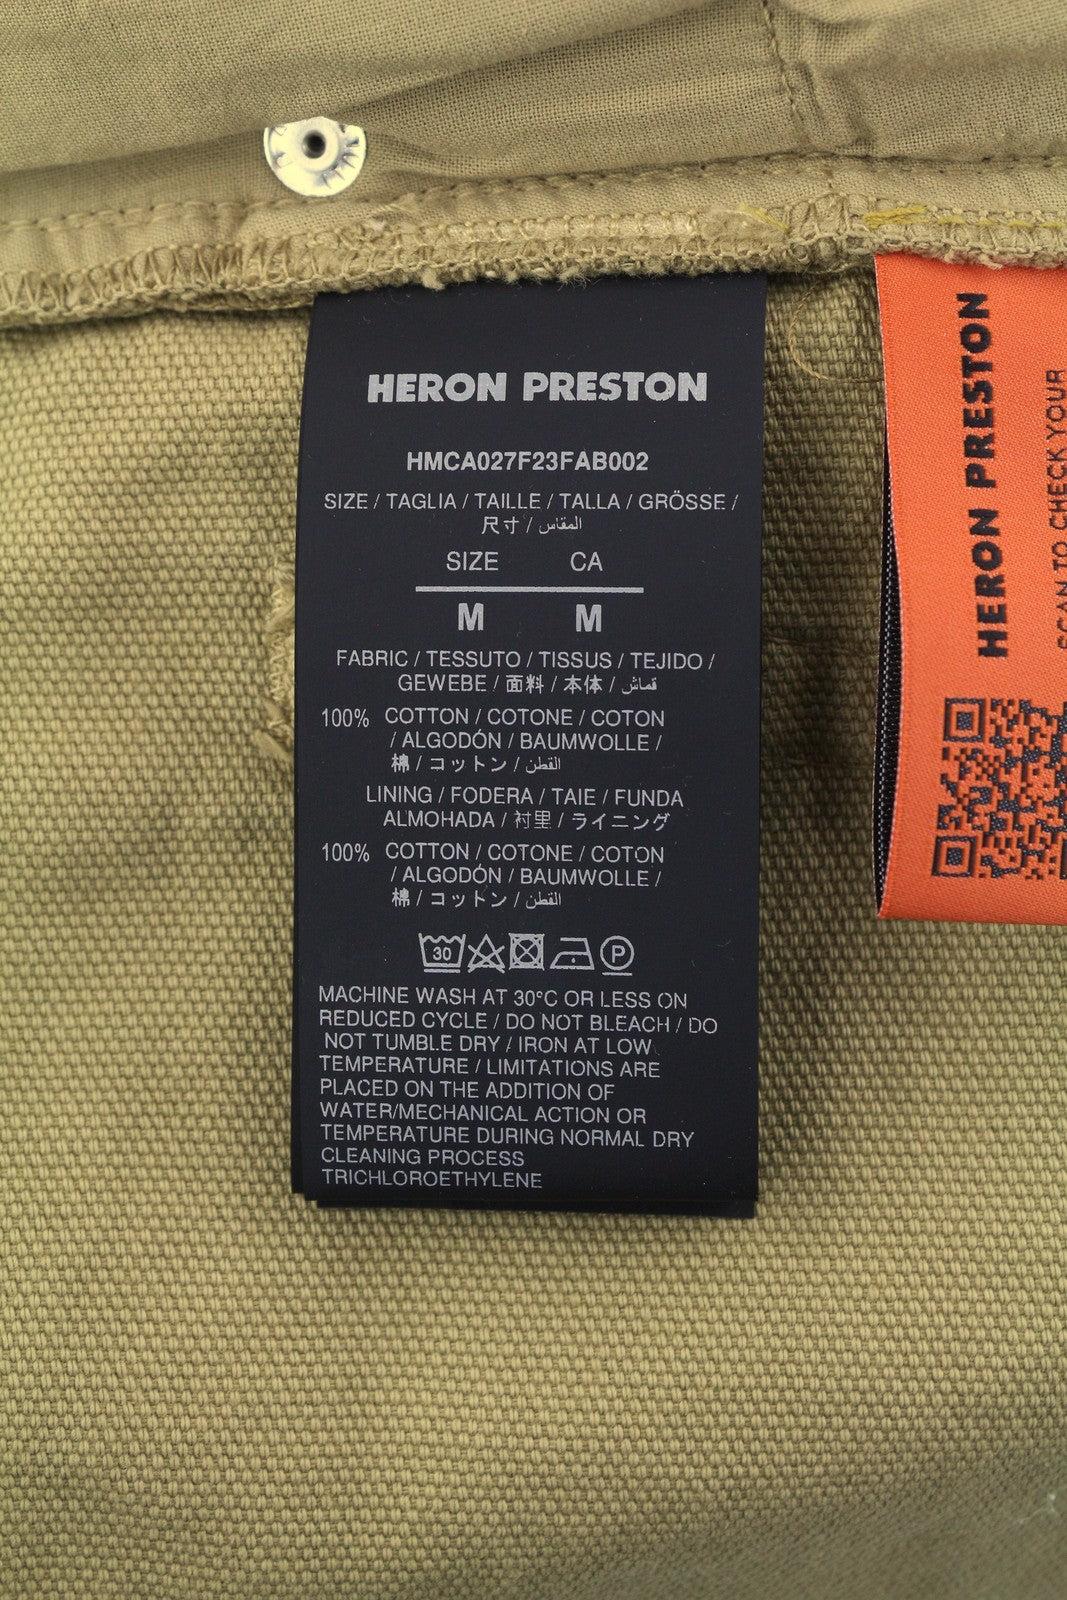 HERON PRESTON
HMCA027F23FAB002
SIZE / TAGLIA / TAILLE / TALLA / GRÖSSE /
尺寸 / المقاس
SIZE CA
M M
FABRIC / TESSUTO / TISSUS / TEJIDO /
GEWEBE / 面料 / 本体 / قماش
100% COTTON / COTONE / COTON
/ ALGODÓN / BAUMWOLLE /
棉 / コットン / القطن
LINING / FODERA / TAIE / FUNDA
ALMOHADA / 衬里 / ライニング
100% COTTON / COTONE / COTON
/ ALGODÓN / BAUMWOLLE /
棉 / コットン / القطن
30 P
MACHINE WASH AT 30°C OR LESS ON
REDUCED CYCLE / DO NOT BLEACH / DO
NOT TUMBLE DRY / IRON AT LOW
TEMPERATURE / LIMITATIONS ARE
PLACED ON THE ADDITION OF
WATER/MECHANICAL ACTION OR
TEMPERATURE DURING NORMAL DRY
CLEANING PROCESS
TRICHLOROETHYLENE
HERON PRESTON
SCAN TO CHECK YOUR